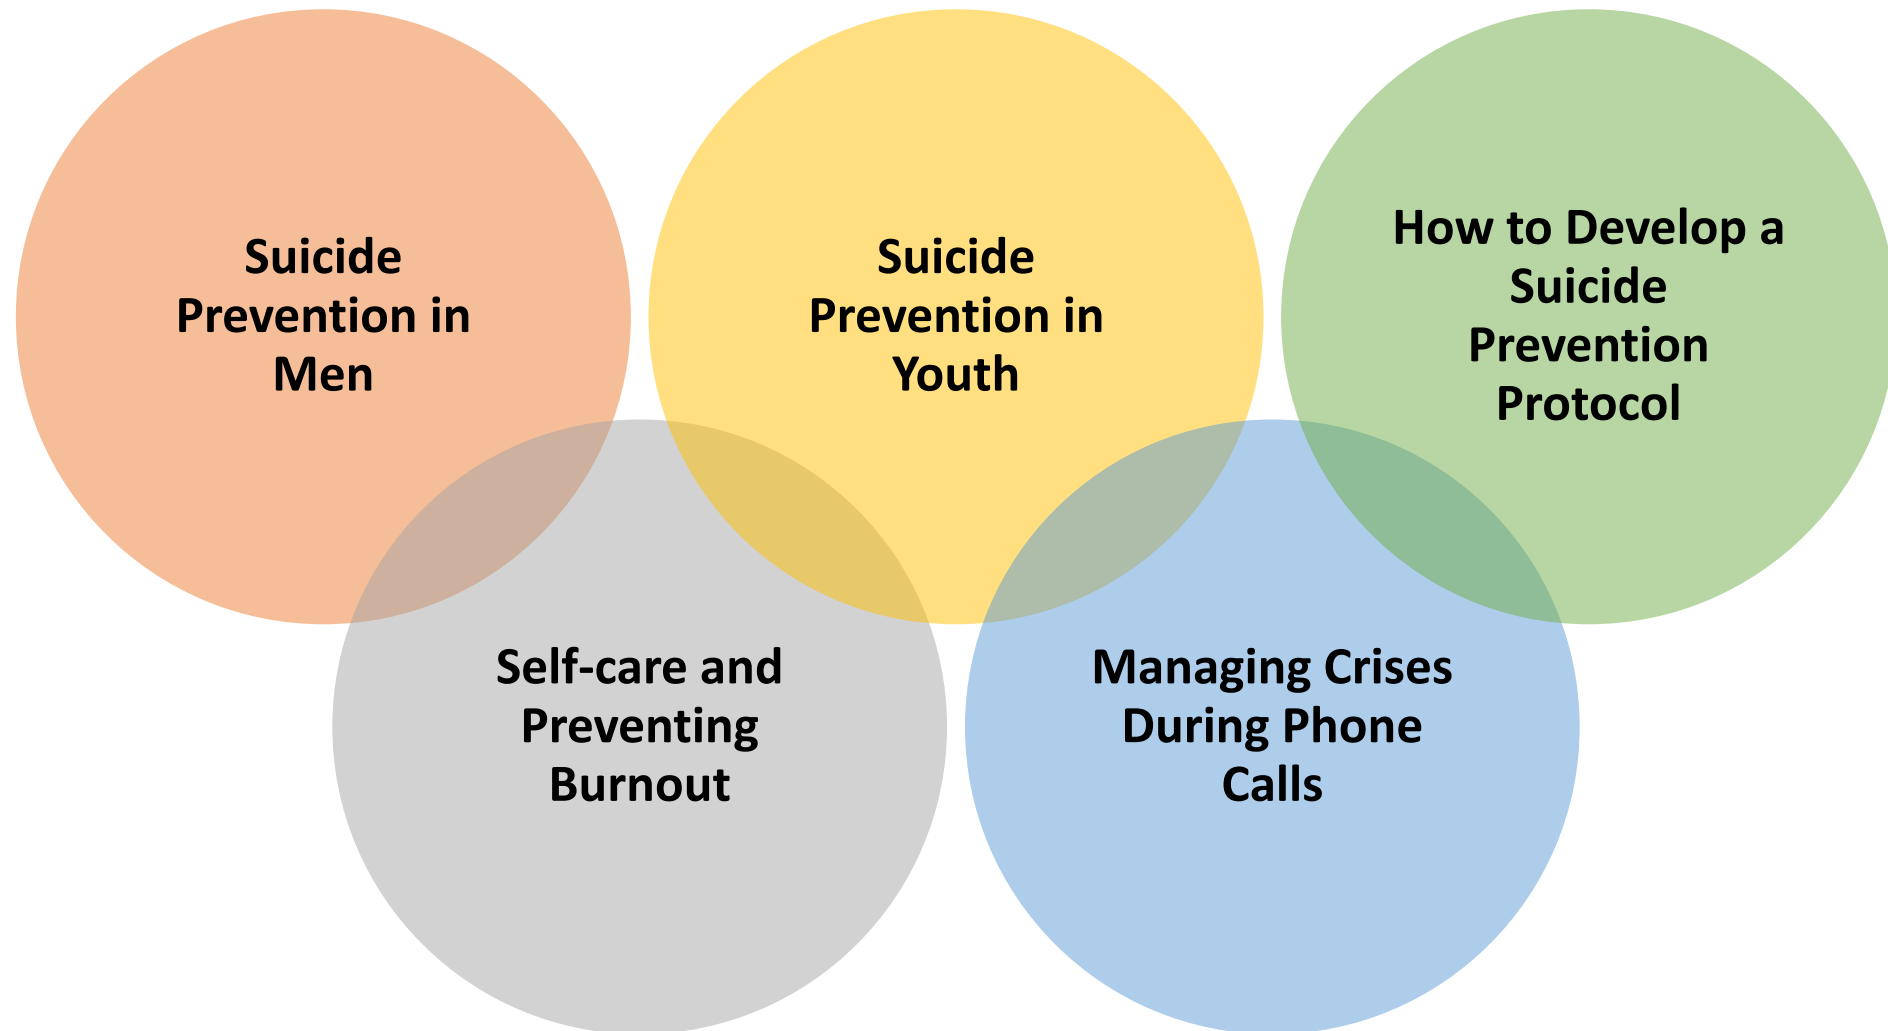 Suicide
Prevention in
Men
Suicide
Prevention in
Youth
How to Develop a
Suicide
Prevention
Protocol
Self-care and
Preventing
Burnout
Managing Crises
During Phone
Calls